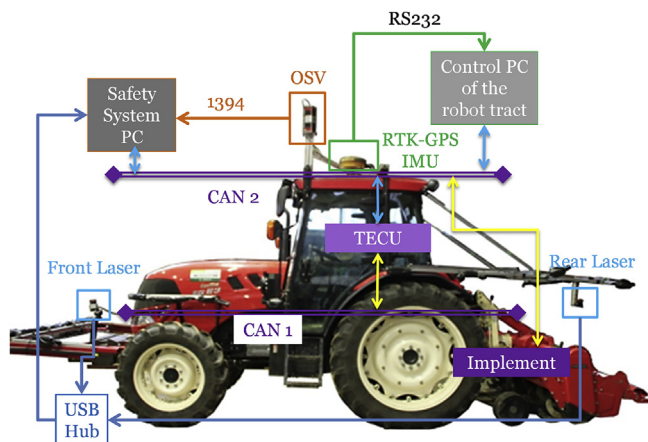 RS232
OSV
1394
Safety
System
PC
Control PC
of the
robot tract
RTK-GPS
IMU
CAN 2
TECU
Front Laser
Rear Laser
CAN 1
Implement
USB
Hub